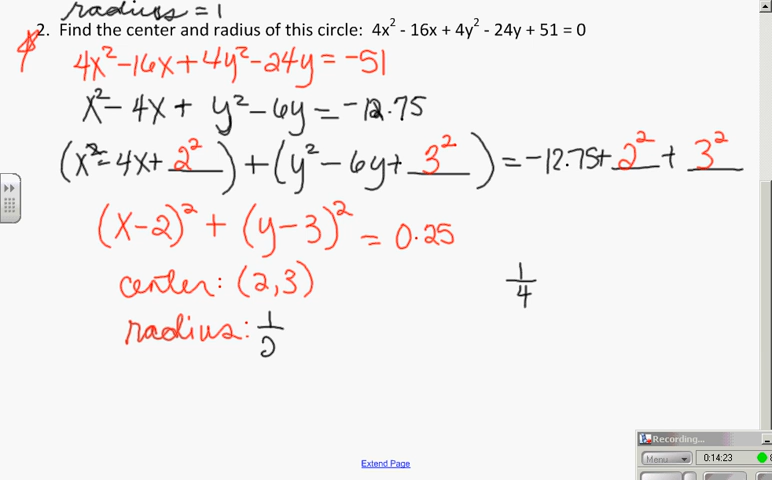 radius = 1
2. Find the center and radius of this circle: 4x² - 16x + 4y² - 24y + 51 = 0
4x² - 16x + 4y² - 24y = -51
x² - 4x + y² - 6y = -12.75
(x² - 4x + 2²) + (y² - 6y + 3²) = -12.75 + 2² + 3²
(x - 2)² + (y - 3)² = 0.25
center: (2,3)
1/4
radius: 1/2
Recording...
Menu 0:14:23
Extend Page